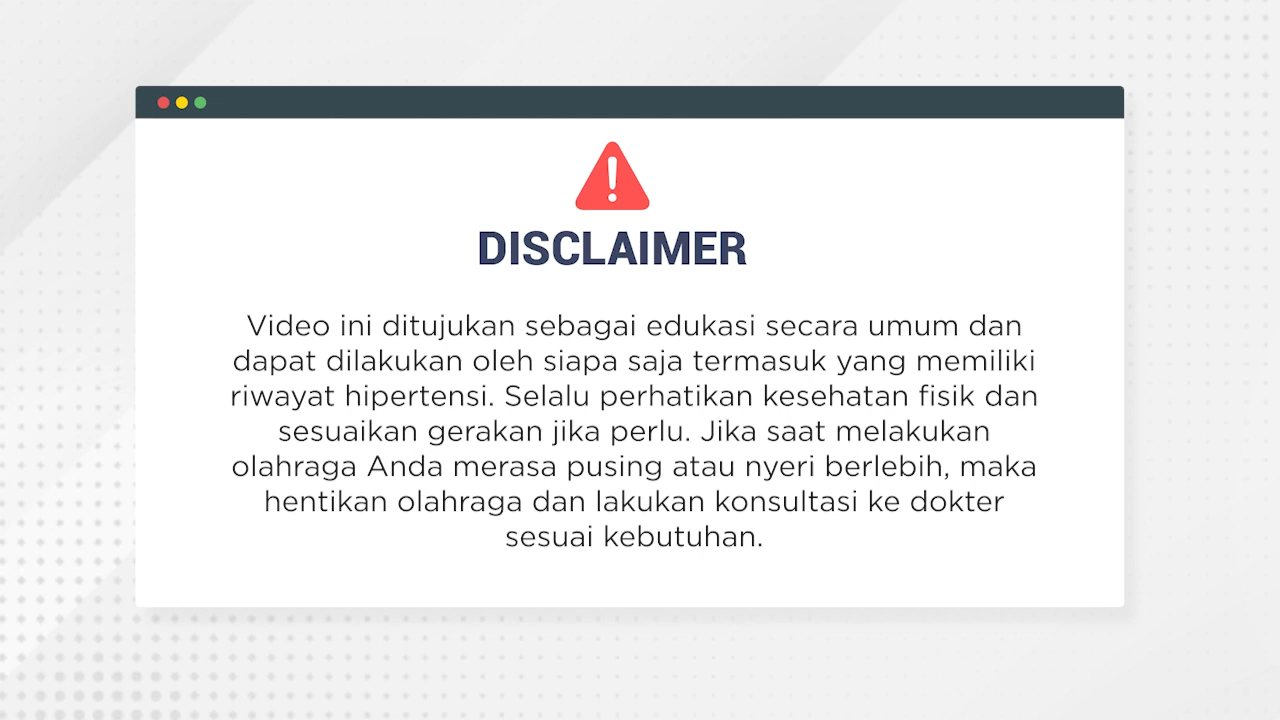 DISCLAIMER
Video ini ditujukan sebagai edukasi secara umum dan
dapat dilakukan oleh siapa saja termasuk yang memiliki
riwayat hipertensi. Selalu perhatikan kesehatan fisik dan
sesuaikan gerakan jika perlu. Jika saat melakukan
olahraga Anda merasa pusing atau nyeri berlebih, maka
hentikan olahraga dan lakukan konsultasi ke dokter
sesuai kebutuhan.